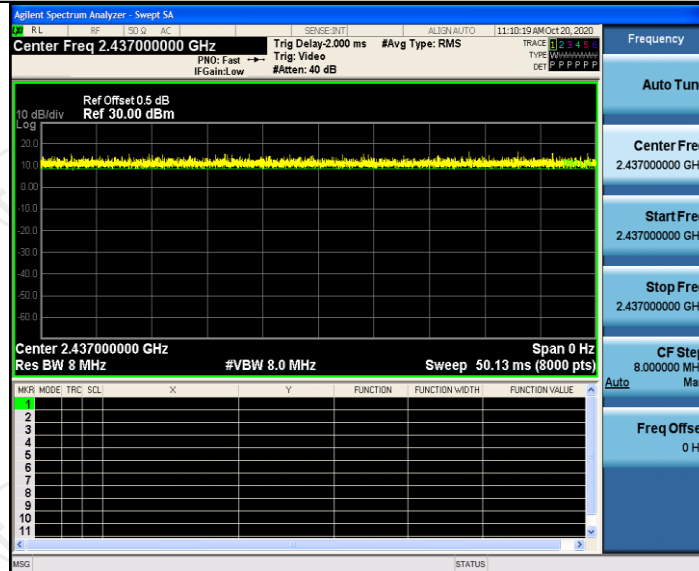 Agilent Spectrum Analyzer - Swept SA
RL RF 50 Ω AC SENSE:INT ALIGN AUTO 11:10:19 AM Oct 20, 2020
Center Freq 2.437000000 GHz
PNO: Fast
IFGain:Low
Trig Delay-2.000 ms
Trig: Video
#Atten: 40 dB
#Avg Type: RMS
TRACE 1 2 3 4 5 6
TYPE
DET P P P P P P
Ref Offset 0.5 dB
10 dB/div Ref 30.00 dBm
Log
20.0
10.0
0.00
-10.0
-20.0
-30.0
-40.0
-50.0
-60.0
Center 2.437000000 GHz Span 0 Hz
Res BW 8 MHz #VBW 8.0 MHz Sweep 50.13 ms (8000 pts)
MKR MODE TRC SCL X Y FUNCTION FUNCTION WIDTH FUNCTION VALUE
1
2
3
4
5
6
7
8
9
10
11
MSG STATUS
Frequency
Auto Tun
Center Fre
2.437000000 GH
Start Fre
2.437000000 GH
Stop Fre
2.437000000 GH
CF Step
8.000000 MH
Auto Ma
Freq Offse
0 H